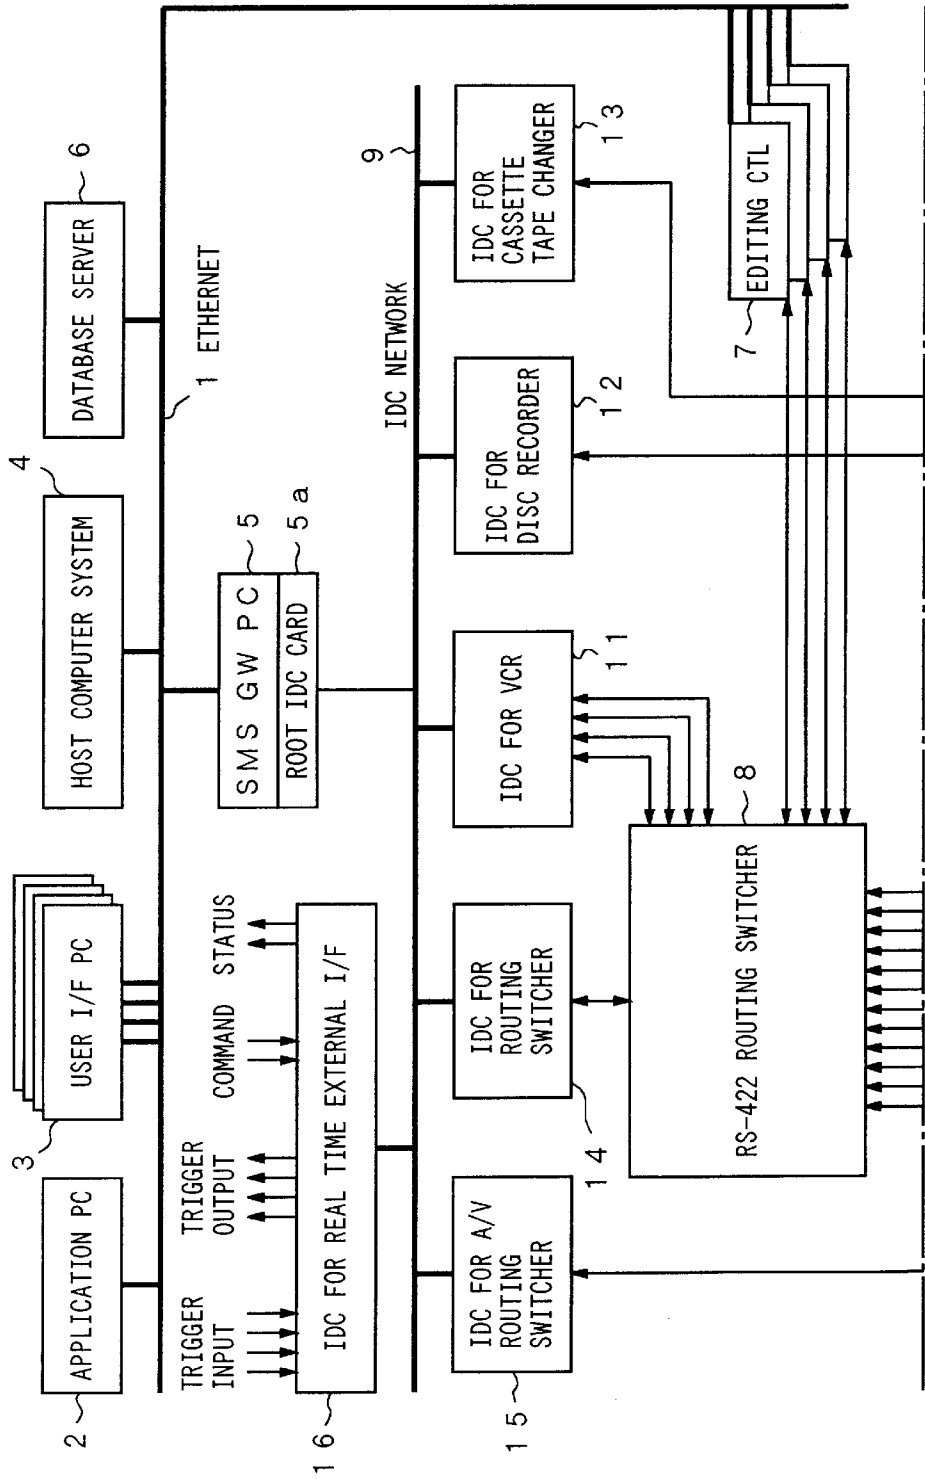 APPLICATION PC
2
USER I/F PC
3
HOST COMPUTER SYSTEM
4
DATABASE SERVER
6
1 ETHERNET
TRIGGER
INPUT
TRIGGER
OUTPUT
COMMAND
STATUS
SMS GW PC
5
ROOT IDC CARD
5a
IDC FOR REAL TIME EXTERNAL I/F
16
IDC NETWORK
9
IDC FOR A/V
ROUTING
SWITCHER
15
IDC FOR
ROUTING
SWITCHER
14
IDC FOR VCR
11
IDC FOR
DISC RECORDER
12
IDC FOR
CASSETTE
TAPE CHANGER
13
RS-422 ROUTING SWITCHER
8
EDITING CTL
7